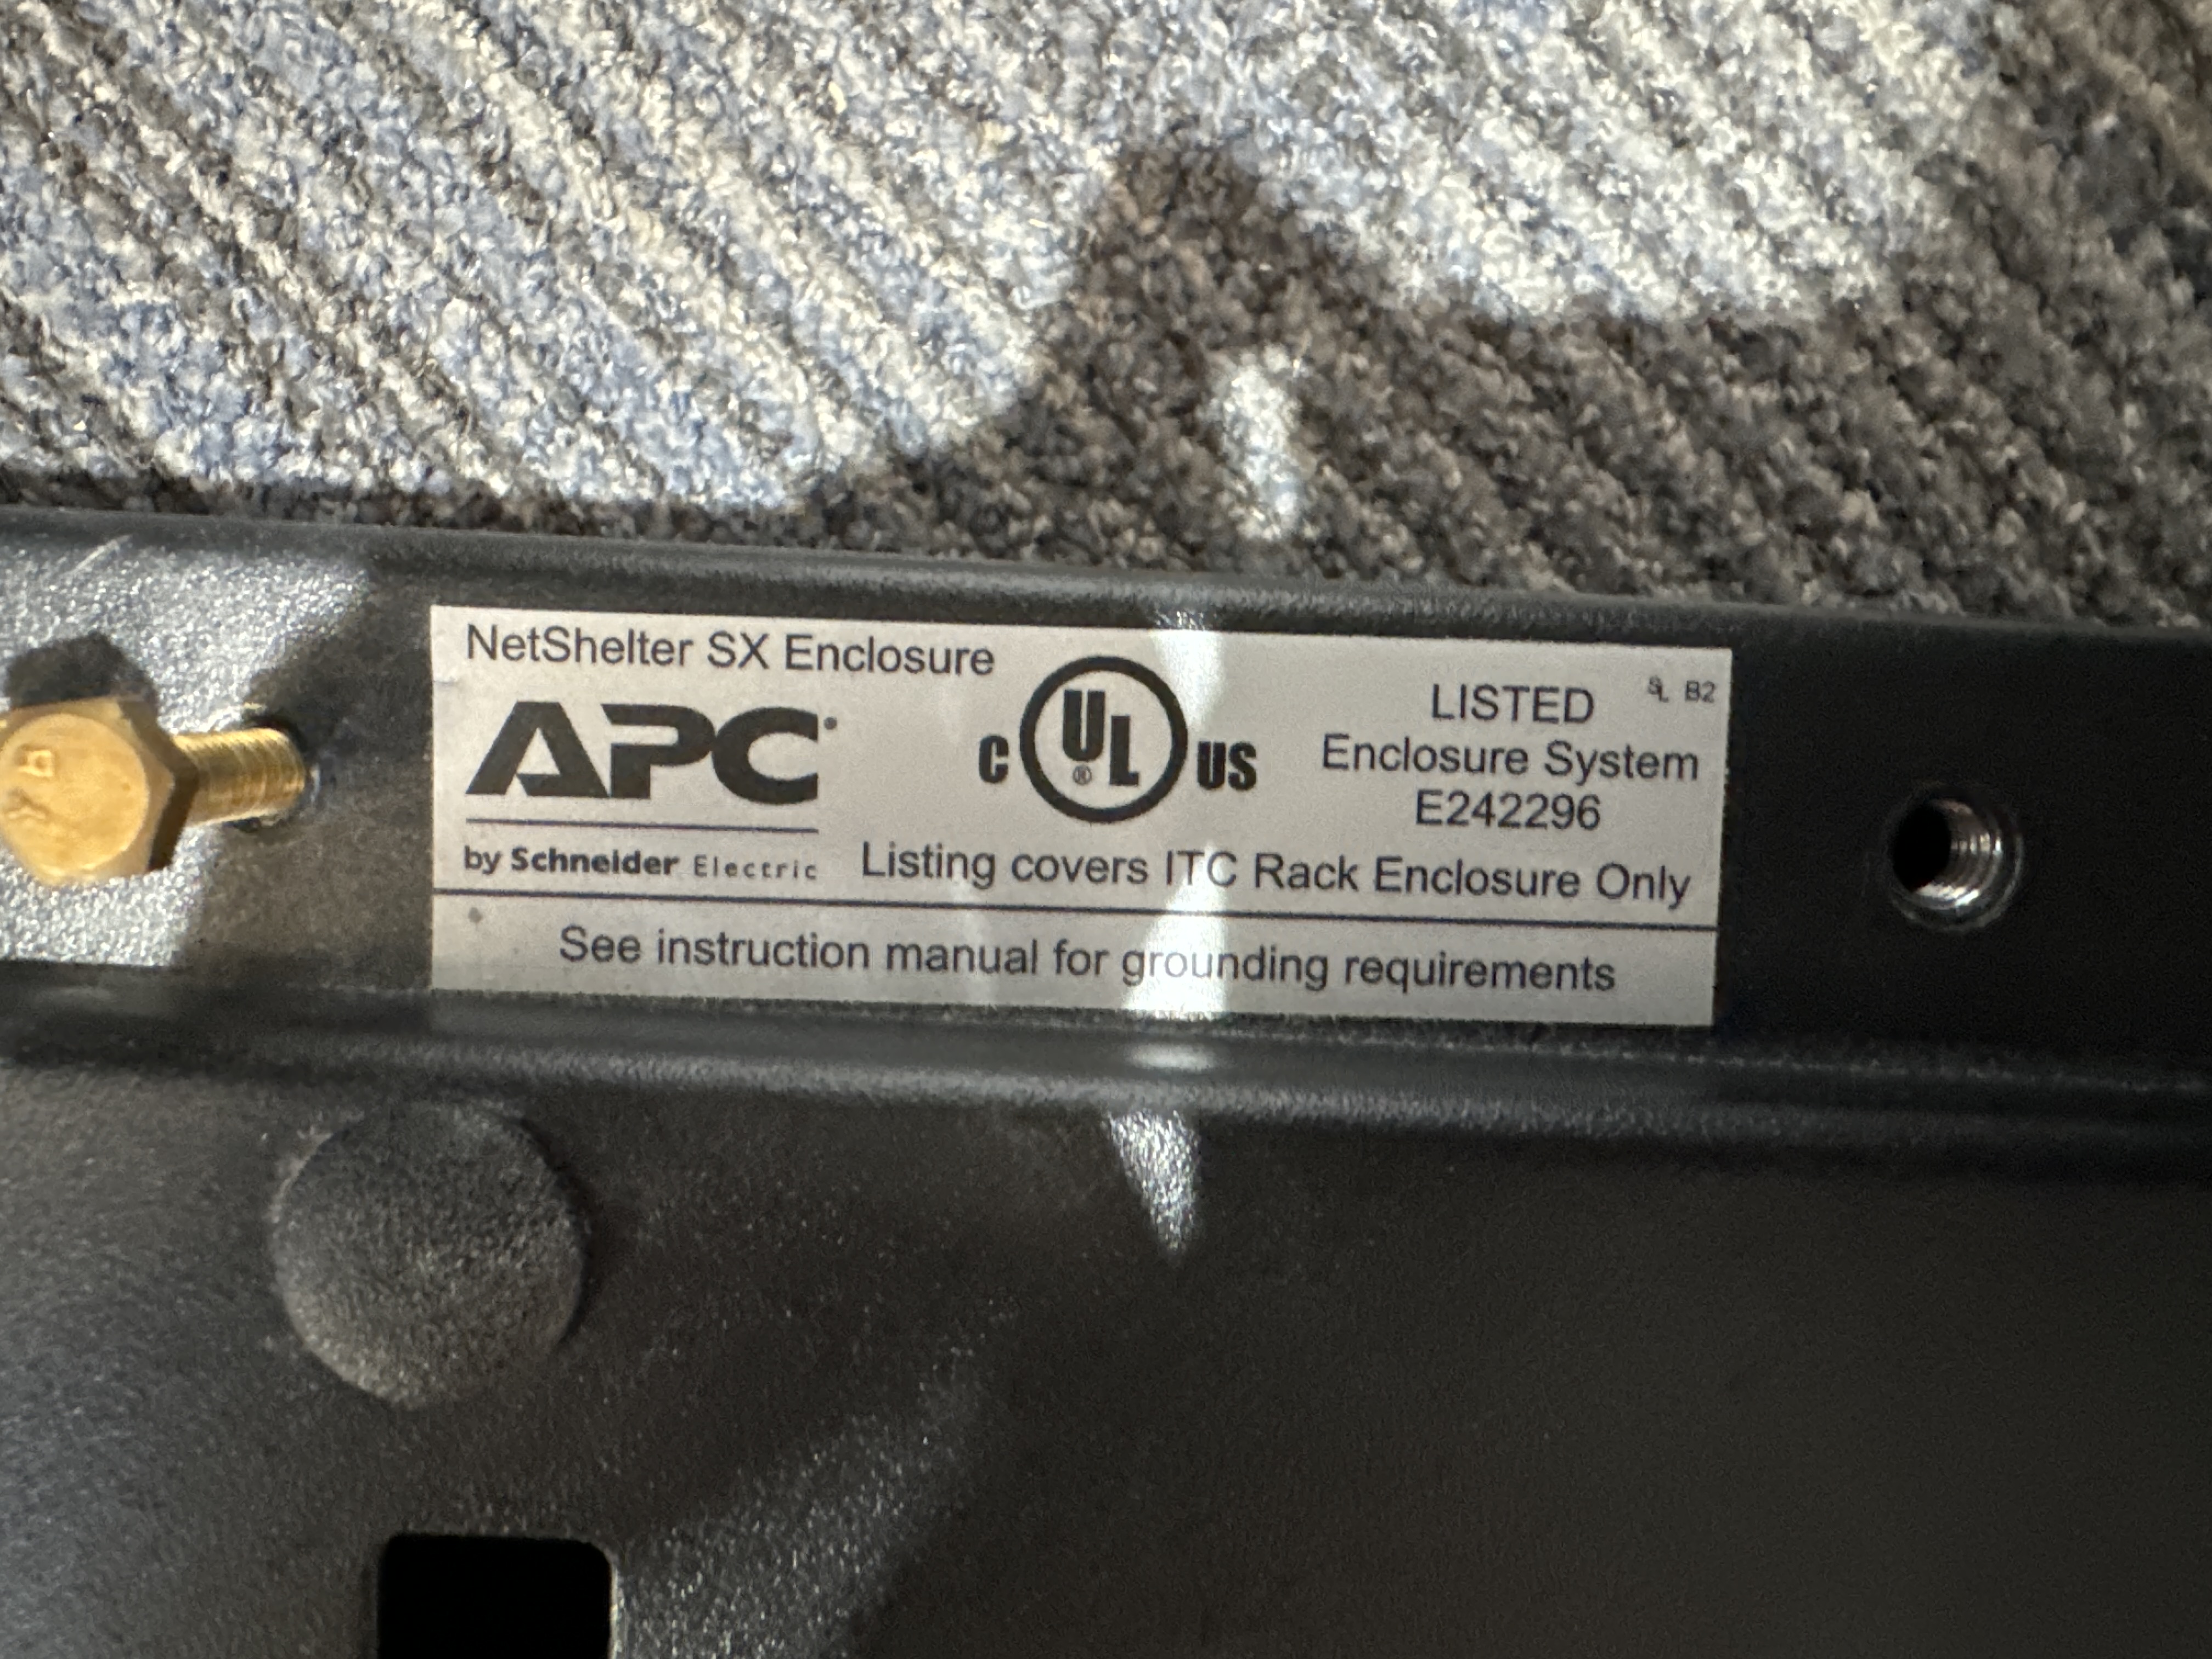 NetShelter SX Enclosure
APC
by Schneider Electric
C UL® US
LISTED
Enclosure System
E242296
B2
Listing covers ITC Rack Enclosure Only
See instruction manual for grounding requirements